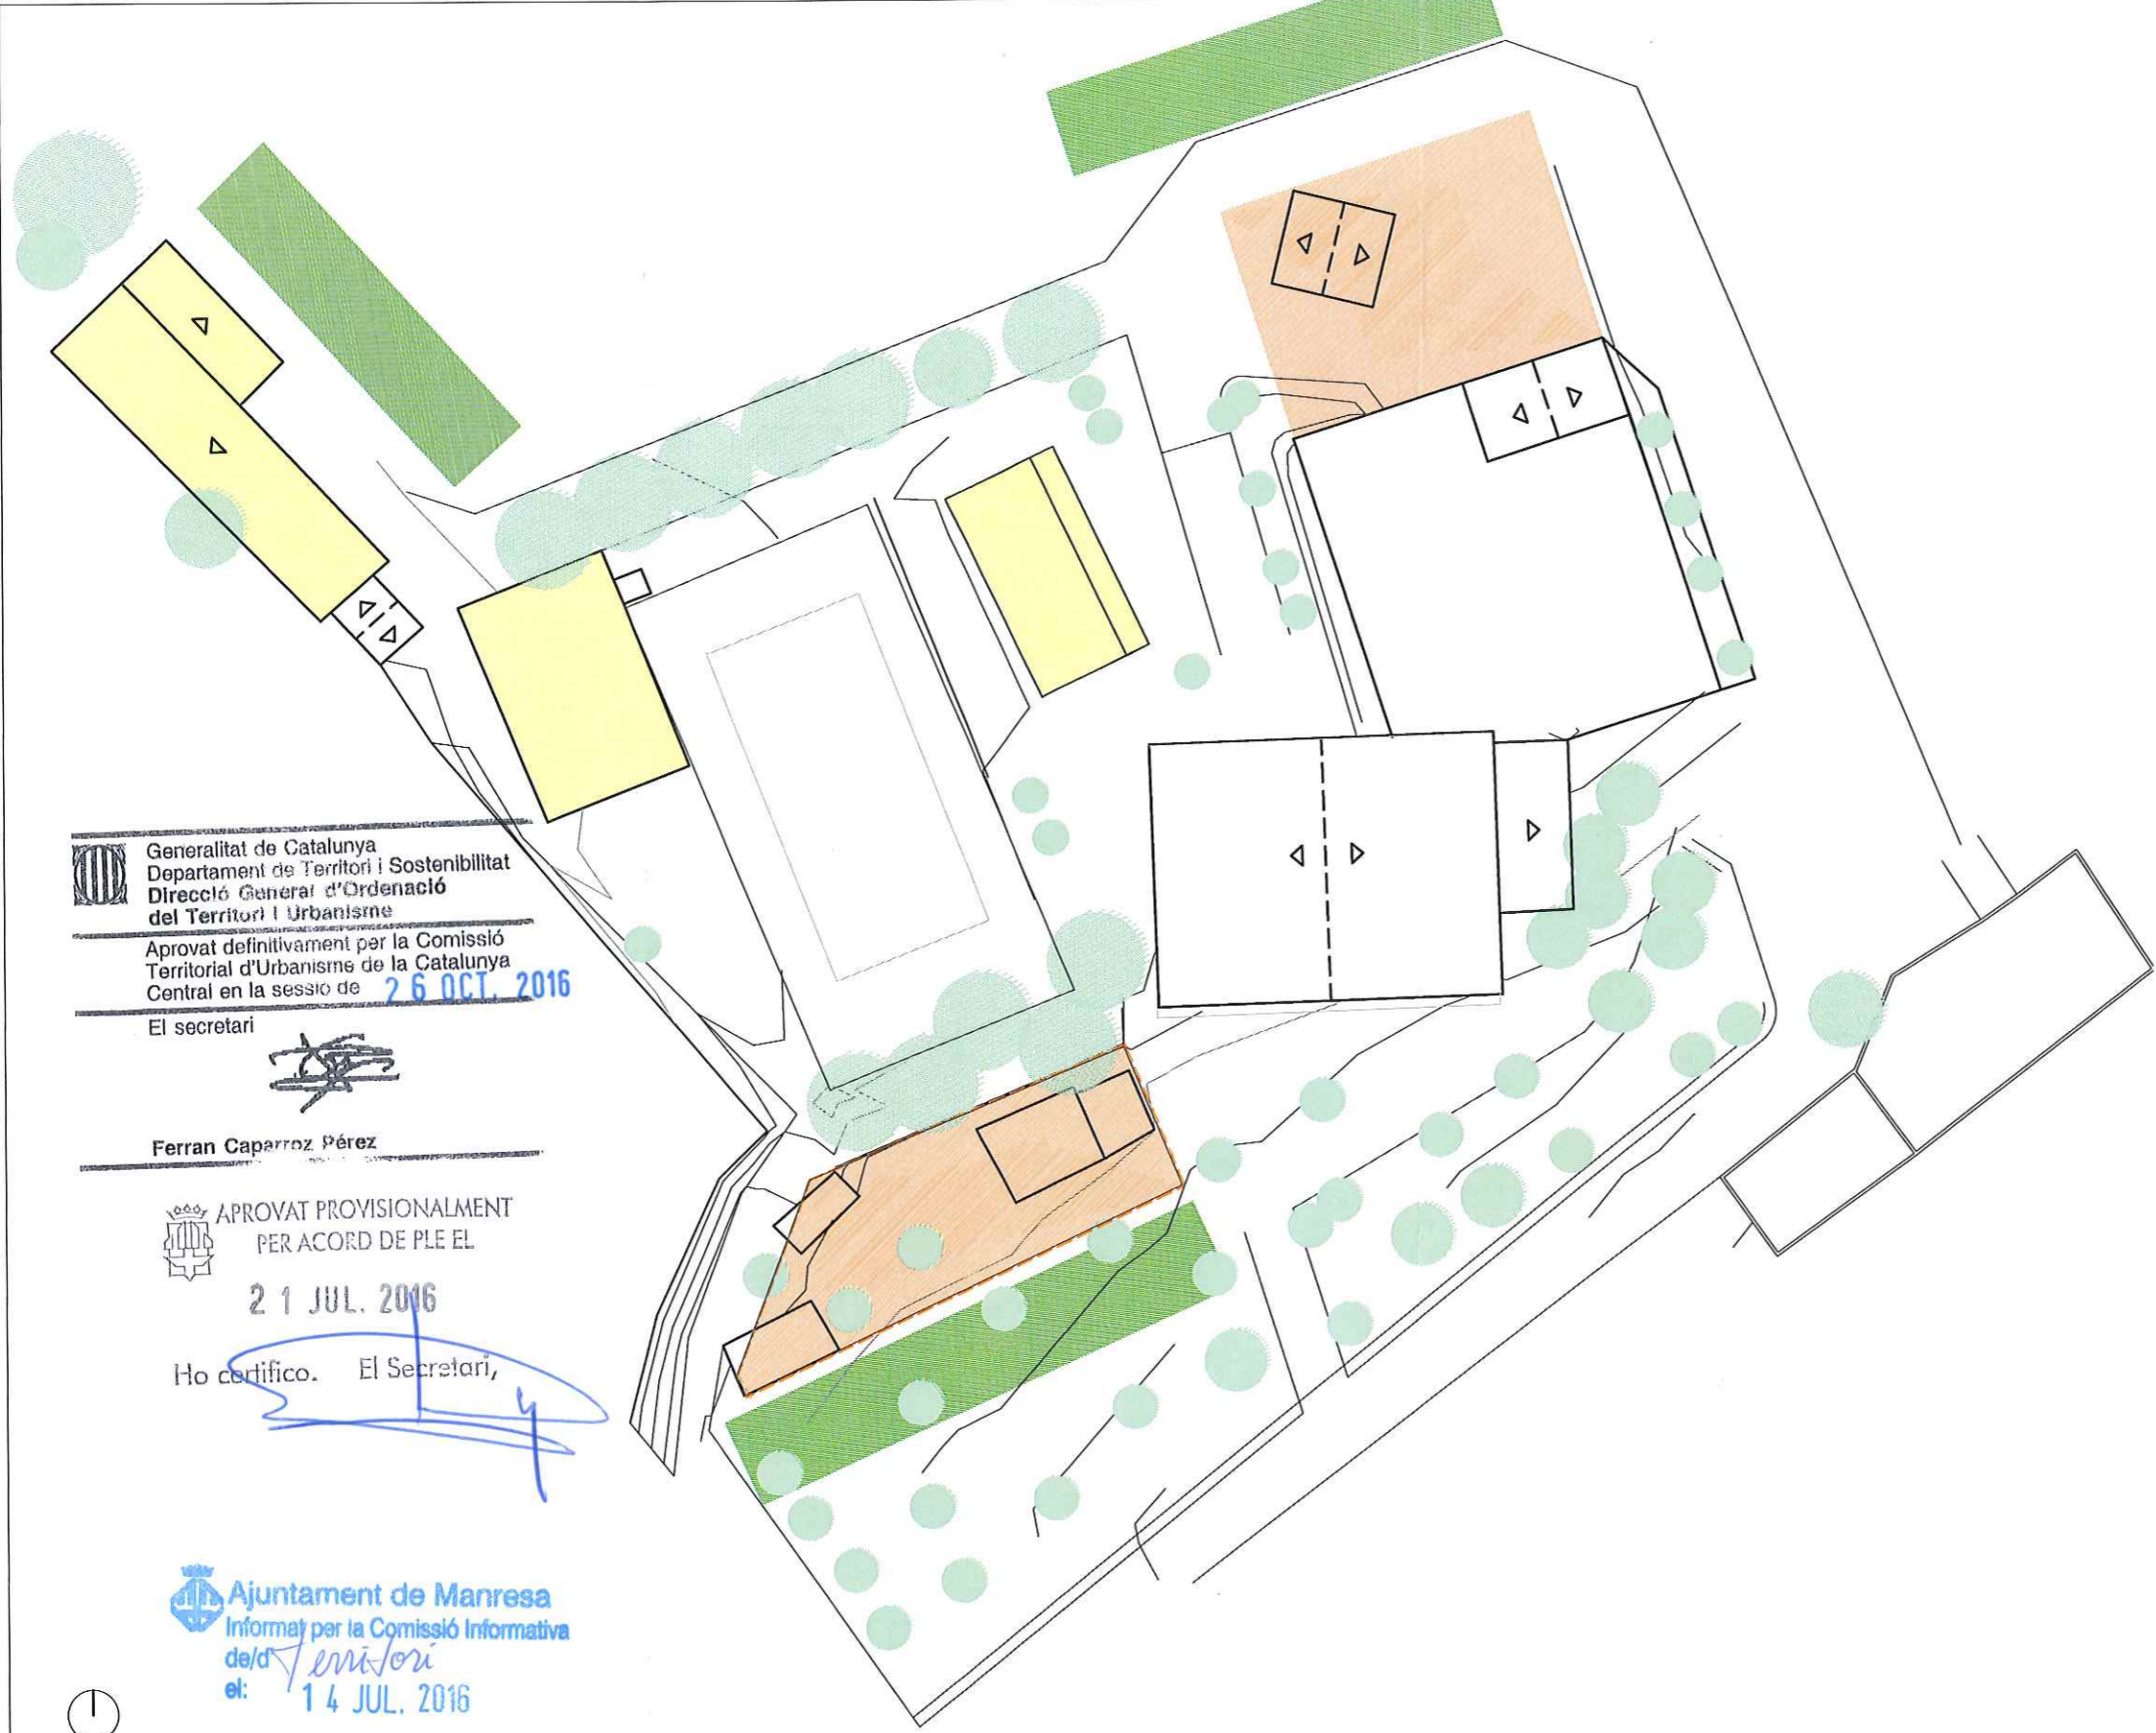 Generalitat de Catalunya
Departament de Territori i Sostenibilitat
Direcció General d'Ordenació
del Territori i Urbanisme
Aprovat definitivament per la Comissió
Territorial d'Urbanisme de la Catalunya
Central en la sessió de 26 OCT. 2016
El secretari
Ferran Caparroz Pérez
APROVAT PROVISIONALMENT
PER ACORD DE PLE EL
21 JUL. 2016
Ho certifico. El Secretari,
Ajuntament de Manresa
Informat per la Comissió Informativa
de/d' Territori
el: 14 JUL. 2016